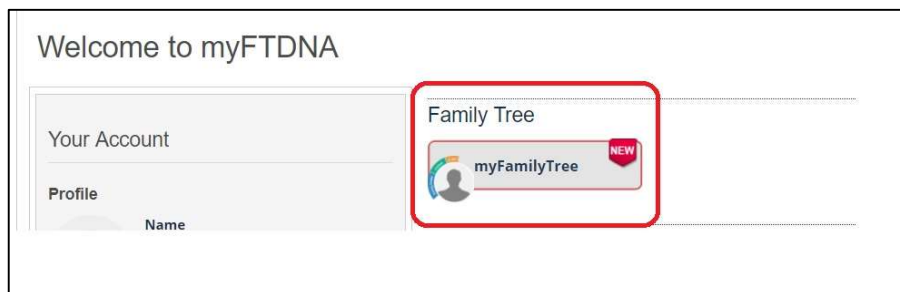 Welcome to myFTDNA
Your Account
Profile
Name
Family Tree
myFamilyTree
NEW